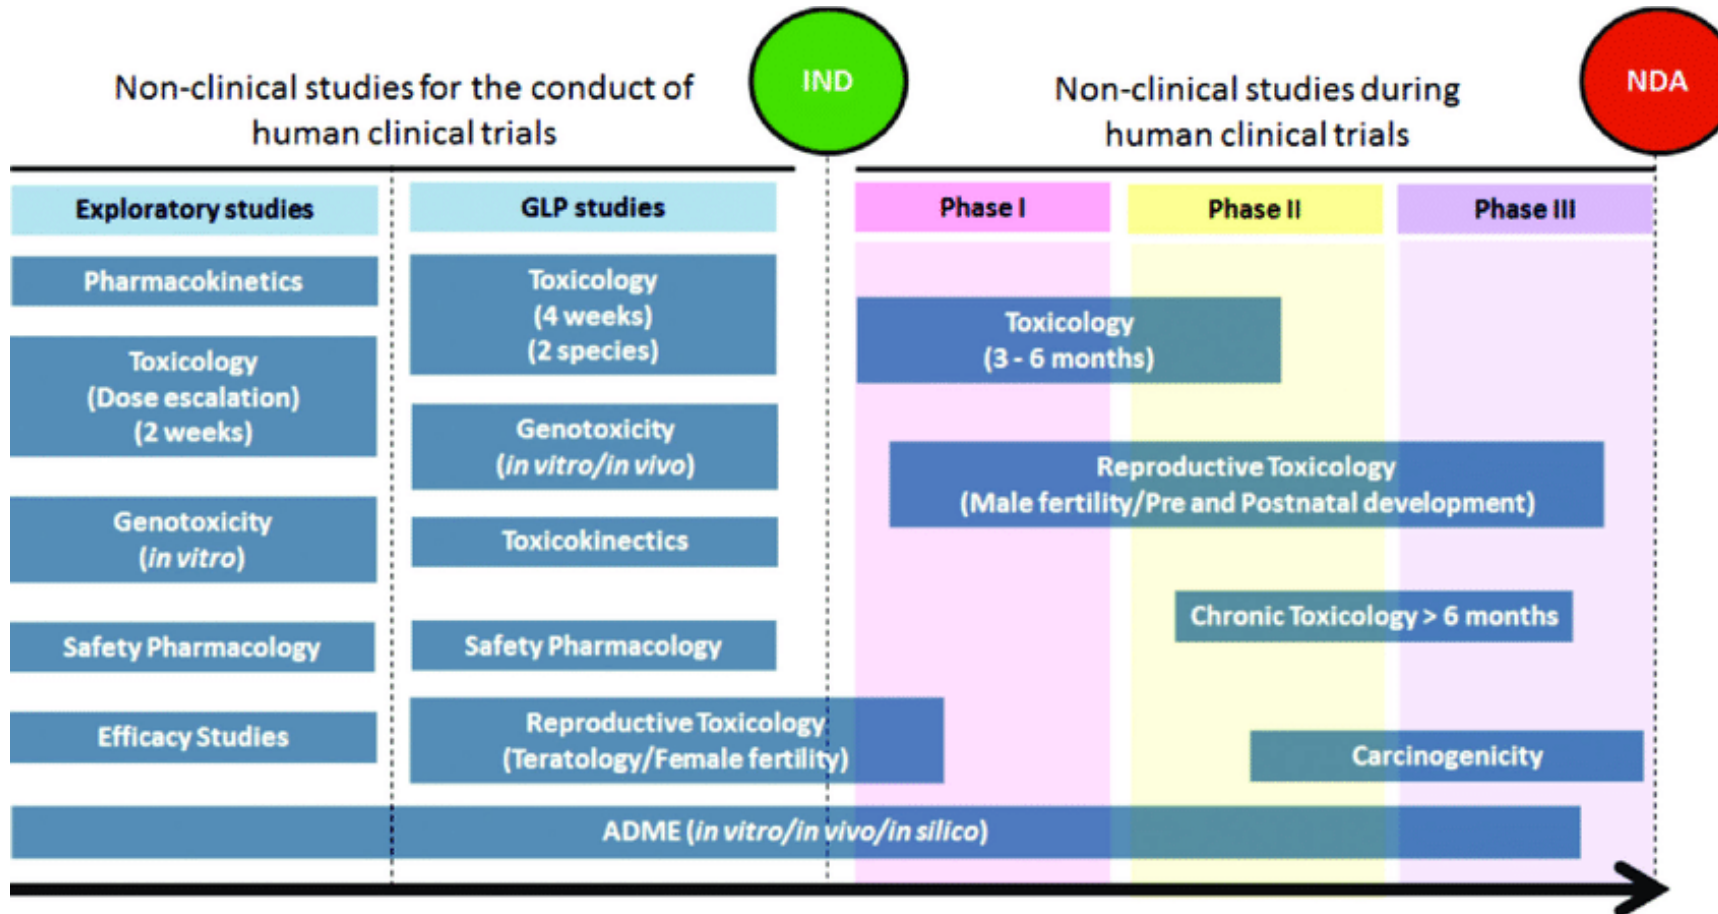 Non-clinical studies for the conduct of
human clinical trials
IND
Non-clinical studies during
human clinical trials
NDA
Exploratory studies
GLP studies
Phase I
Phase II
Phase III
Pharmacokinetics
Toxicology
(Dose escalation)
(2 weeks)
Genotoxicity
(in vitro)
Safety Pharmacology
Efficacy Studies
Toxicology
(4 weeks)
(2 species)
Genotoxicity
(in vitro/in vivo)
Toxicokinectics
Safety Pharmacology
Reproductive Toxicology
(Teratology/Female fertility)
Toxicology
(3 - 6 months)
Reproductive Toxicology
(Male fertility/Pre and Postnatal development)
Chronic Toxicology > 6 months
Carcinogenicity
ADME (in vitro/in vivo/in silico)